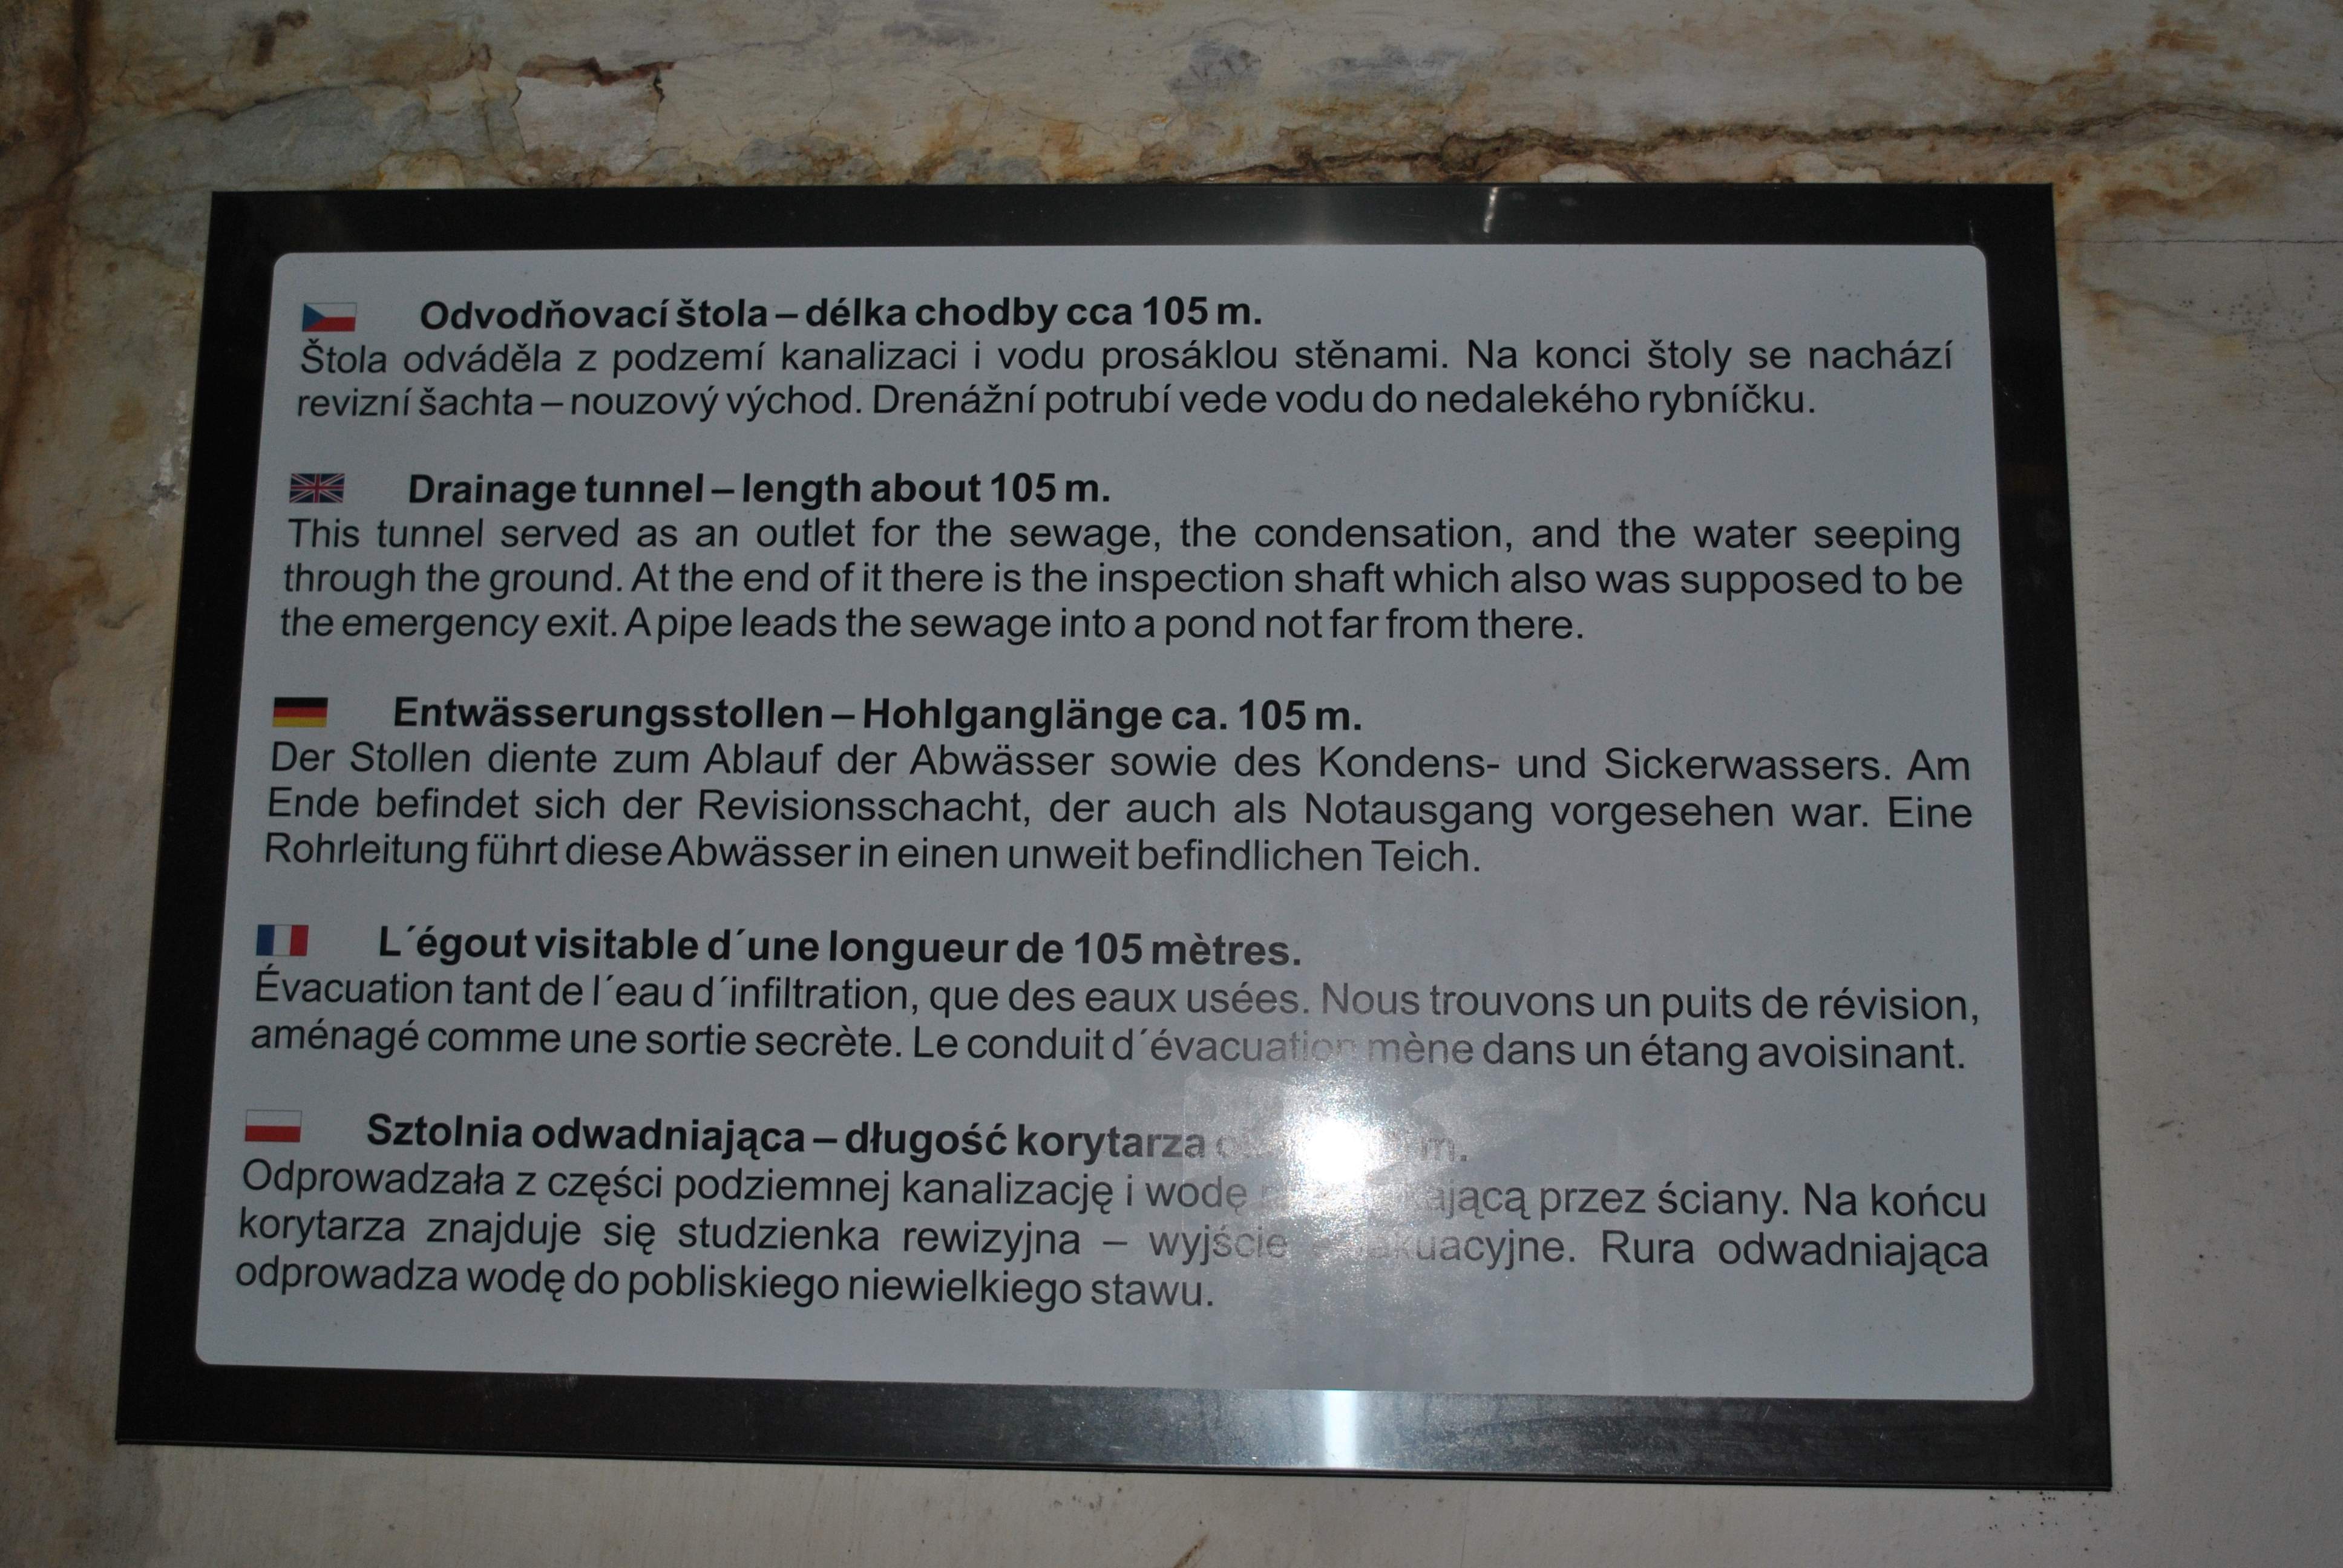 Odvodňovací štola – délka chodby cca 105 m.
Štola odváděla z podzemí kanalizaci i vodu prosáklou stěnami. Na konci štoly se nachází
revizní šachta – nouzový východ. Drenážní potrubí vede vodu do nedalekého rybníčku.
Drainage tunnel – length about 105 m.
This tunnel served as an outlet for the sewage, the condensation, and the water seeping
through the ground. At the end of it there is the inspection shaft which also was supposed to be
the emergency exit. A pipe leads the sewage into a pond not far from there.
Entwässerungsstollen – Hohlganglänge ca. 105 m.
Der Stollen diente zum Ablauf der Abwässer sowie des Kondens- und Sickerwassers. Am
Ende befindet sich der Revisionsschacht, der auch als Notausgang vorgesehen war. Eine
Rohrleitung führt diese Abwässer in einen unweit befindlichen Teich.
L´égout visitable d´une longueur de 105 mètres.
Évacuation tant de l´eau d´infiltration, que des eaux usées. Nous trouvons un puits de révision,
aménagé comme une sortie secrète. Le conduit d´évacuation mène dans un étang avoisinant.
Sztolnia odwadniająca – długość korytarza m.
Odprowadzała z części podziemnej kanalizację i wodę przez ściany. Na końcu
korytarza znajduje się studzienka rewizyjna – wyjście ewakuacyjne. Rura odwadniająca
odprowadza wodę do pobliskiego niewielkiego stawu.